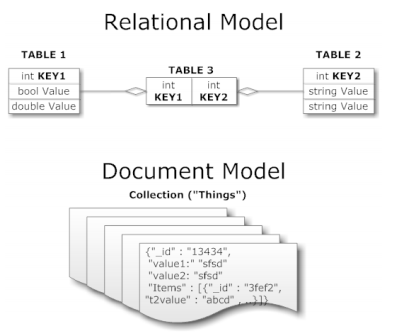 Relational Model
TABLE 1
int KEY1
bool Value
double Value
TABLE 3
int KEY1
int KEY2
TABLE 2
int KEY2
string Value
string Value
Document Model
Collection ("Things")
{"_id" : "13434",
"value1:" "sfsd"
"value2: "sfsd"
"Items" : [{"_id" : "3fef2",
"t2value" : "abcd" , ..}]}